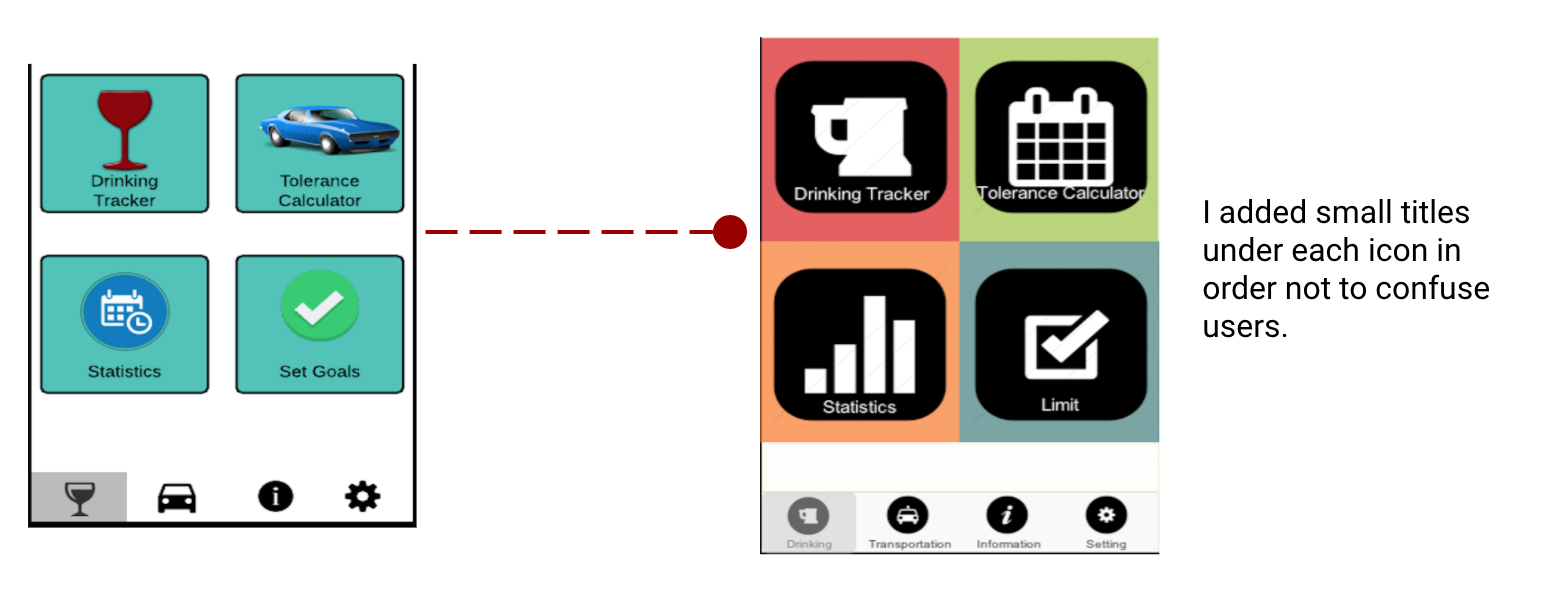 Drinking
Tracker
Tolerance
Calculator
Statistics
Set Goals
Drinking Tracker
Tolerance Calculator
Statistics
Limit
Drinking
Transportation
Information
Setting
I added small titles
under each icon in
order not to confuse
users.